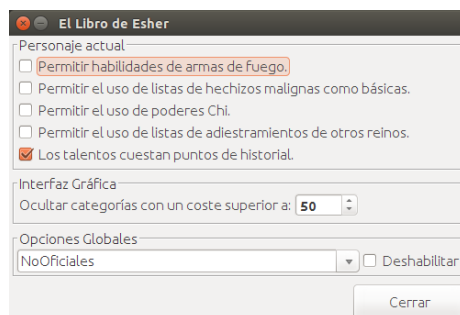 El Libro de Esher
Personaje actual
Permitir habilidades de armas de fuego.
Permitir el uso de listas de hechizos malignas como básicas.
Permitir el uso de poderes Chi.
Permitir el uso de listas de adiestramientos de otros reinos.
Los talentos cuestan puntos de historial.
Interfaz Gráfica
Ocultar categorías con un coste superior a: 50
Opciones Globales
NoOficiales Deshabilitar
Cerrar